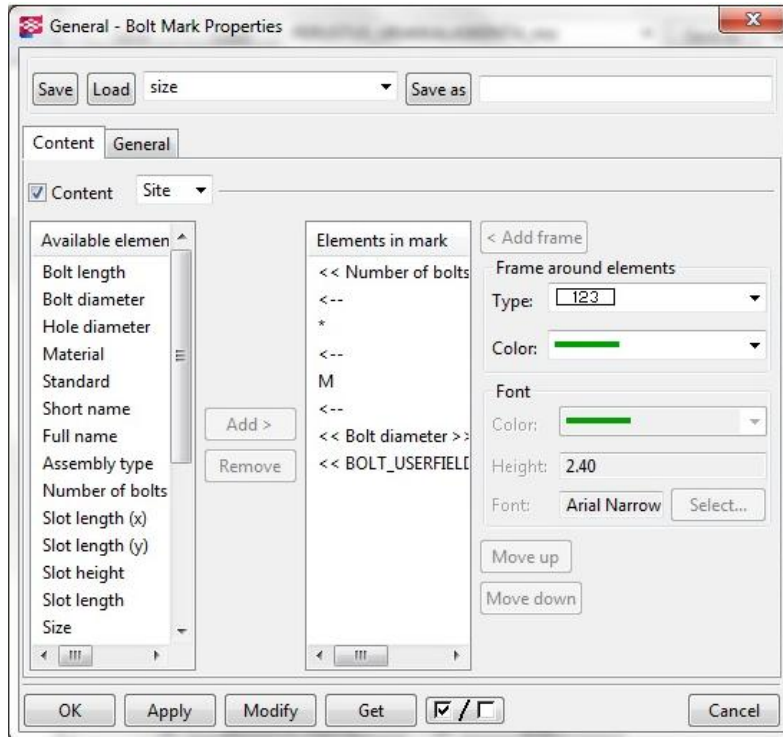 General - Bolt Mark Properties
Save Load size Save as
Content General
Content Site
Available elemen
Bolt length
Bolt diameter
Hole diameter
Material
Standard
Short name
Full name
Assembly type
Number of bolts
Slot length (x)
Slot length (y)
Slot height
Slot length
Size
Add >
Remove
Elements in mark
<< Number of bolts
<--
*
<--
M
<--
<< Bolt diameter >>
<< BOLT_USERFIELD
< Add frame
Frame around elements
Type: 123
Color:
Font
Color:
Height: 2.40
Font: Arial Narrow Select...
Move up
Move down
OK Apply Modify Get / Cancel